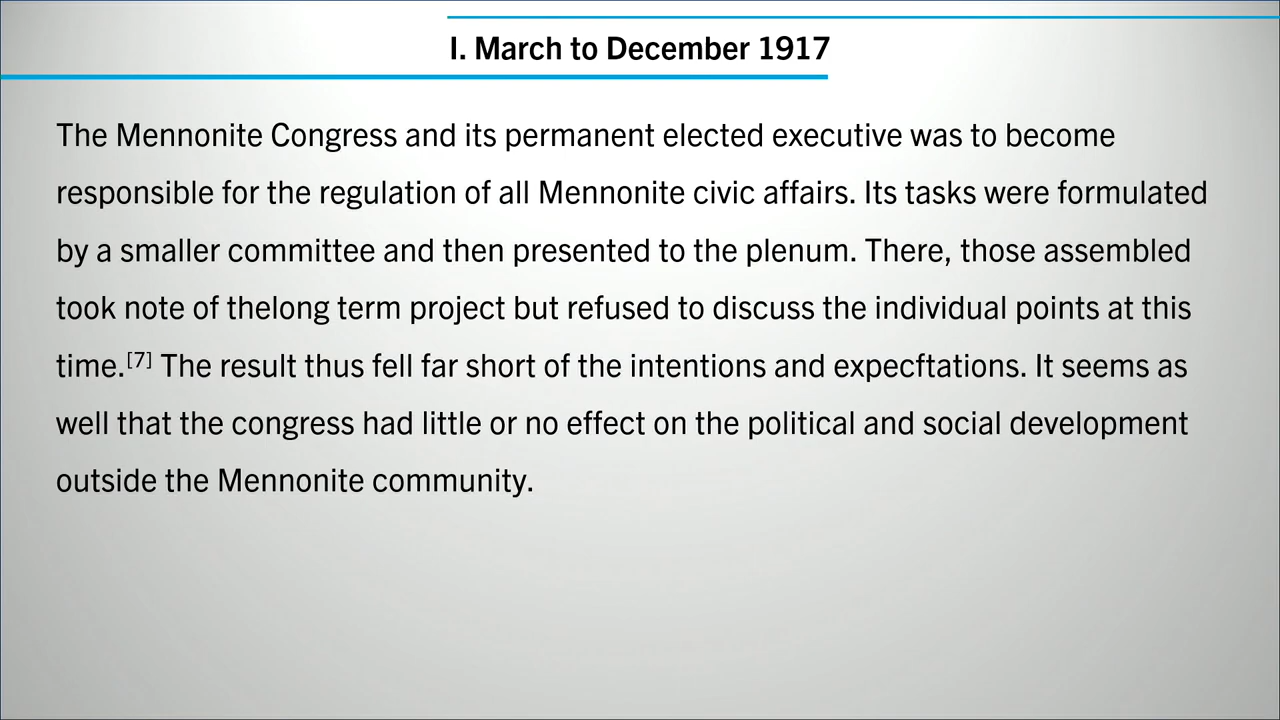 I. March to December 1917
The Mennonite Congress and its permanent elected executive was to become
responsible for the regulation of all Mennonite civic affairs. Its tasks were formulated
by a smaller committee and then presented to the plenum. There, those assembled
took note of thelong term project but refused to discuss the individual points at this
time.[7] The result thus fell far short of the intentions and expecftations. It seems as
well that the congress had little or no effect on the political and social development
outside the Mennonite community.